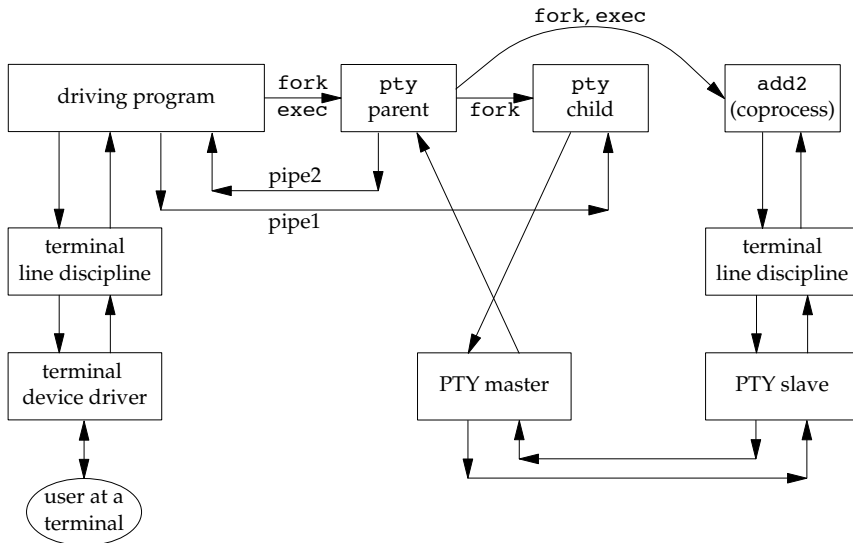 fork, exec
driving program
fork
exec
pty
parent
fork
pty
child
add2
(coprocess)
pipe2
pipe1
terminal
line discipline
terminal
line discipline
terminal
device driver
PTY master
PTY slave
user at a
terminal